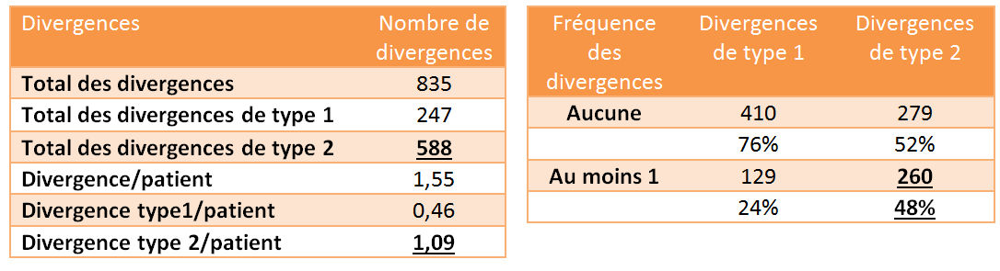 Divergences Nombre de
divergences
Total des divergences 835
Total des divergences de type 1 247
Total des divergences de type 2 588
Divergence/patient 1,55
Divergence type1/patient 0,46
Divergence type 2/patient 1,09
Fréquence Divergences Divergences
des de type 1 de type 2
divergences
Aucune 410 279
76% 52%
Au moins 1 129 260
24% 48%